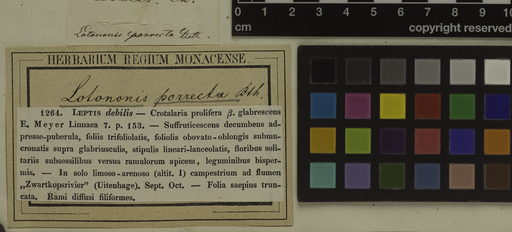 Lotononis porrecta Bth.
0 1 2 3 4 5 6 7 8 9 10
cm
copyright reserved
HERBARIUM REGIUM MONACENSE.
Lotononis porrecta Bth.
1264. LEPTIS debilis — Crotalaria prolifera β. glabrescens
E. Meyer Linnaea 7. p. 153. — Suffruticescens decumbens ad-
presse-puberula, foliis trifoliolatis, foliolis obovato-oblongis submu-
cronatis supra glabriusculis, stipulis lineari-lanceolatis, floribus soli-
tariis subsessilibus versus ramulorum apicem, leguminibus bisper-
mis. — In solo limoso-arenoso (altit. I) campestrium ad flumen
„Zwartkopsrivier" (Uitenhage). Sept. Oct. — Folia saepius trun-
cata. Rami diffusi filiformes.